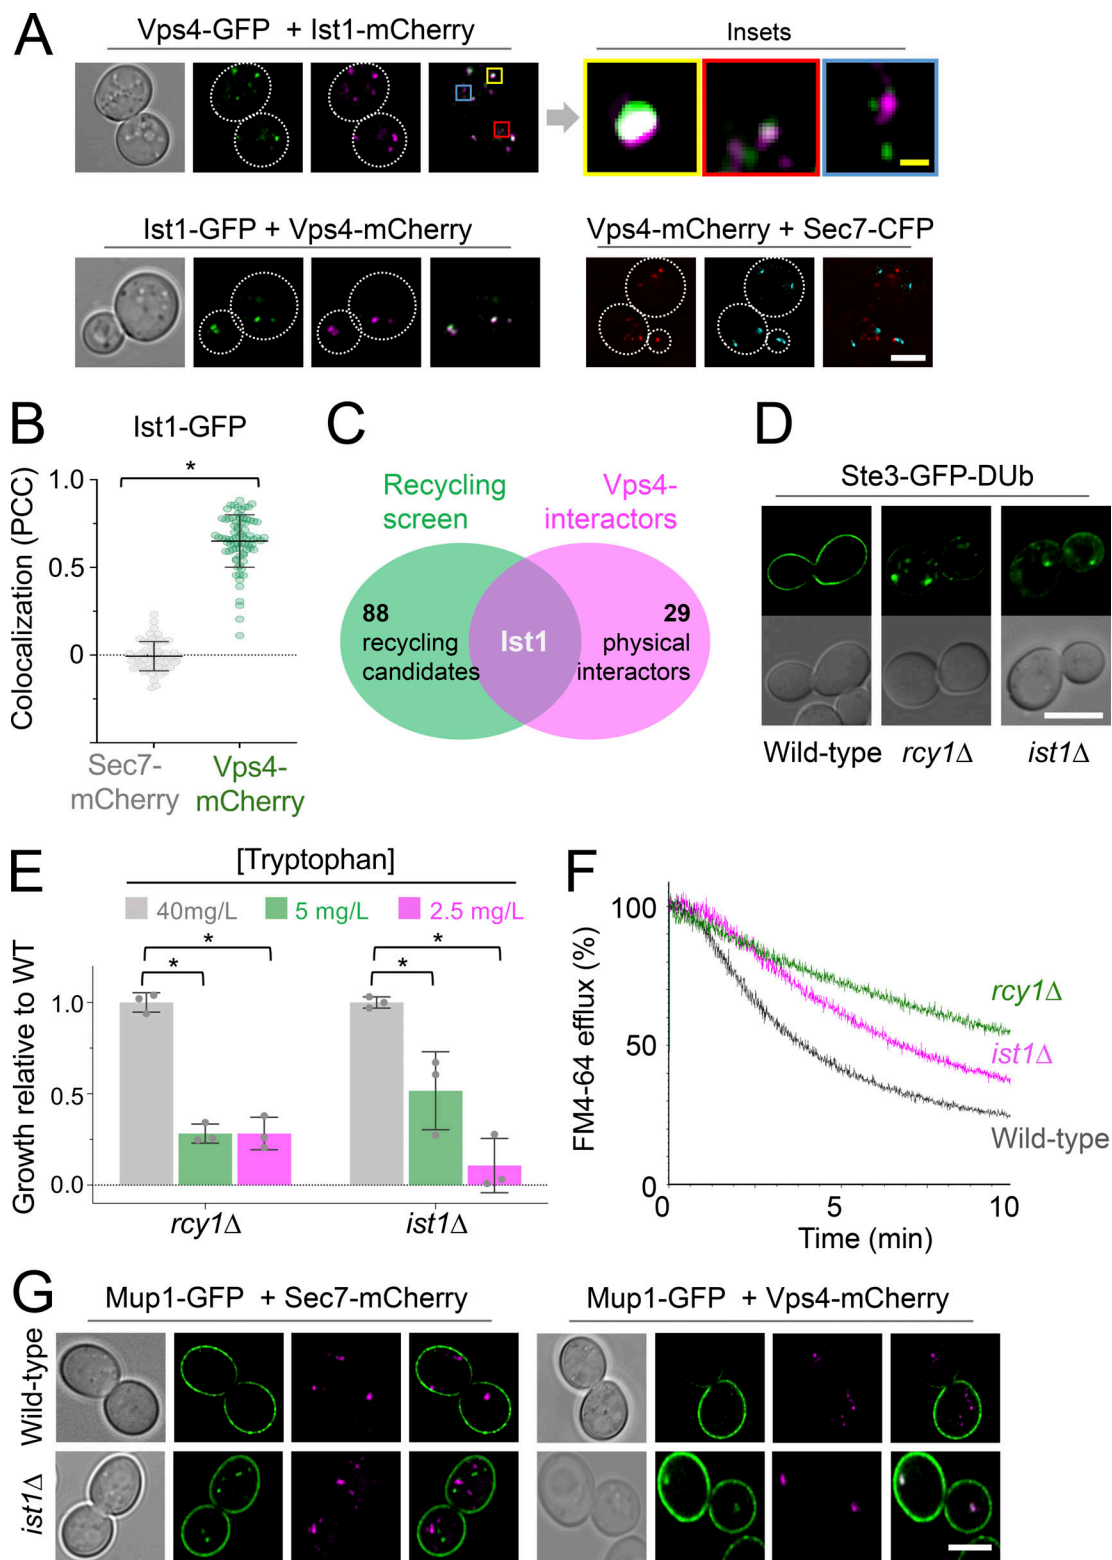 A
Vps4-GFP + Ist1-mCherry
Insets
Ist1-GFP + Vps4-mCherry
Vps4-mCherry + Sec7-CFP
B
Ist1-GFP
*
Colocalization (PCC)
1.0
0.5
0
Sec7-
mCherry
Vps4-
mCherry
C
Recycling
screen
Vps4-
interactors
88
recycling
candidates
Ist1
29
physical
interactors
D
Ste3-GFP-DUb
Wild-type
rcy1Δ
ist1Δ
E
[Tryptophan]
40mg/L
5 mg/L
2.5 mg/L
*
*
*
*
Growth relative to WT
1.0
0.5
0.0
rcy1Δ
ist1Δ
F
FM4-64 efflux (%)
100
50
0
rcy1Δ
ist1Δ
Wild-type
0
5
10
Time (min)
G
Mup1-GFP + Sec7-mCherry
Mup1-GFP + Vps4-mCherry
Wild-type
ist1Δ